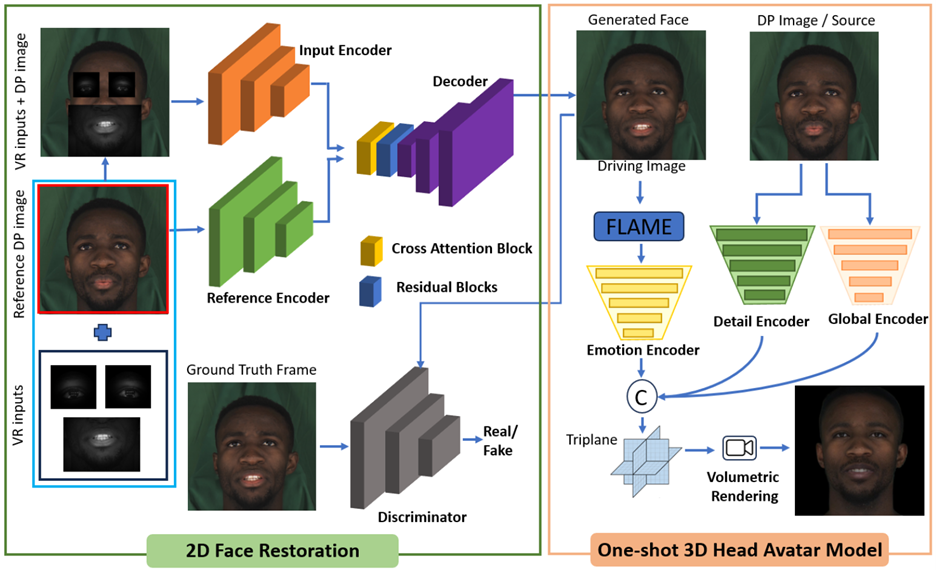 VR inputs + DP image
Input Encoder
Decoder
Reference DP image
Reference Encoder
Cross Attention Block
Residual Blocks
VR inputs
Ground Truth Frame
Real/
Fake
Discriminator
2D Face Restoration
Generated Face
DP Image / Source
Driving Image
FLAME
Emotion Encoder
Detail Encoder
Global Encoder
C
Triplane
Volumetric
Rendering
One-shot 3D Head Avatar Model